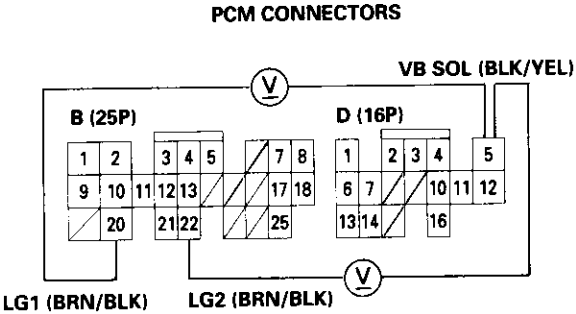 PCM CONNECTORS
VB SOL (BLK/YEL)
V
B (25P)
D (16P)
1 2 3 4 5 7 8
1 2 3 4 5
9 10 11 12 13 17 18
6 7 10 11 12
20 21 22 25
13 14 16
V
LG1 (BRN/BLK)
LG2 (BRN/BLK)